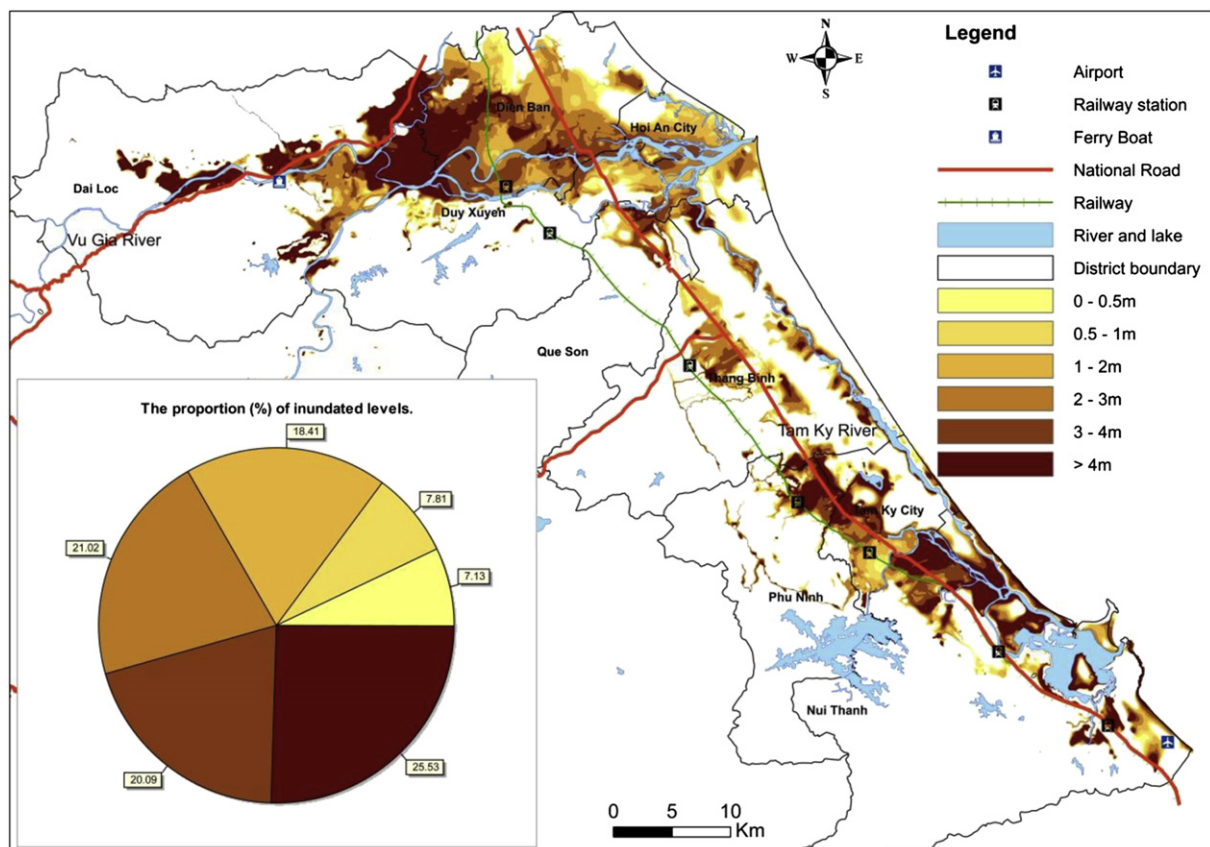 N
W E
S
Legend
Airport
Railway station
Ferry Boat
National Road
Railway
River and lake
District boundary
0 - 0.5m
0.5 - 1m
1 - 2m
2 - 3m
3 - 4m
> 4m
Dien Ban
Hoi An City
Dai Loc
Duy Xuyen
Vu Gia River
Que Son
Thang Binh
Tam Ky River
Tam Ky City
Phu Ninh
Nui Thanh
The proportion (%) of inundated levels.
18.41
7.81
21.02
7.13
20.09
25.53
0 5 10
Km